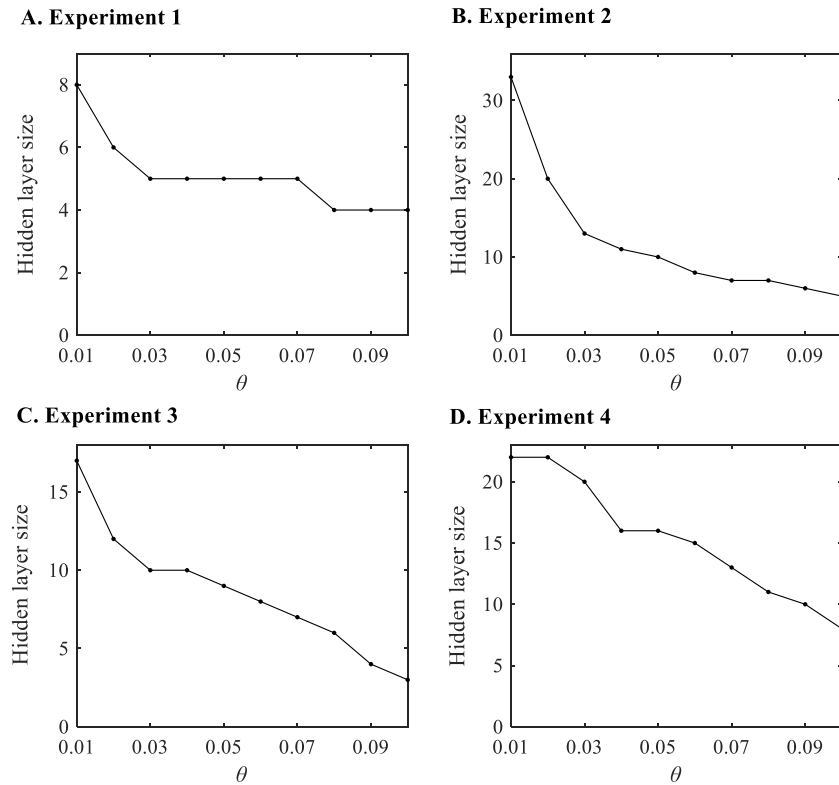 A. Experiment 1
8
6
4
2
0
Hidden layer size
0.01 0.03 0.05 0.07 0.09
θ
B. Experiment 2
30
20
10
0
Hidden layer size
0.01 0.03 0.05 0.07 0.09
θ
C. Experiment 3
15
10
5
0
Hidden layer size
0.01 0.03 0.05 0.07 0.09
θ
D. Experiment 4
20
15
10
5
0
Hidden layer size
0.01 0.03 0.05 0.07 0.09
θ